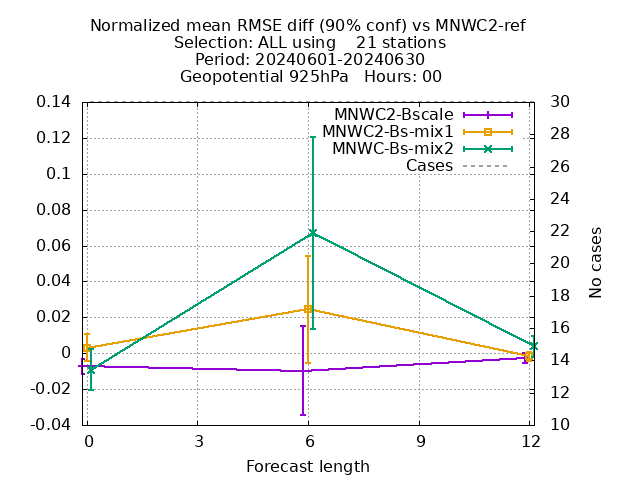 Normalized mean RMSE diff (90% conf) vs MNWC2-ref
Selection: ALL using    21 stations
Period: 20240601-20240630
Geopotential 925hPa   Hours: 00
MNWC2-Bscale
MNWC2-Bs-mix1
MNWC-Bs-mix2
Cases
0.14
0.12
0.1
0.08
0.06
0.04
0.02
0
-0.02
-0.04
30
28
26
24
22
20
18
16
14
12
10
No cases
0
3
6
9
12
Forecast length